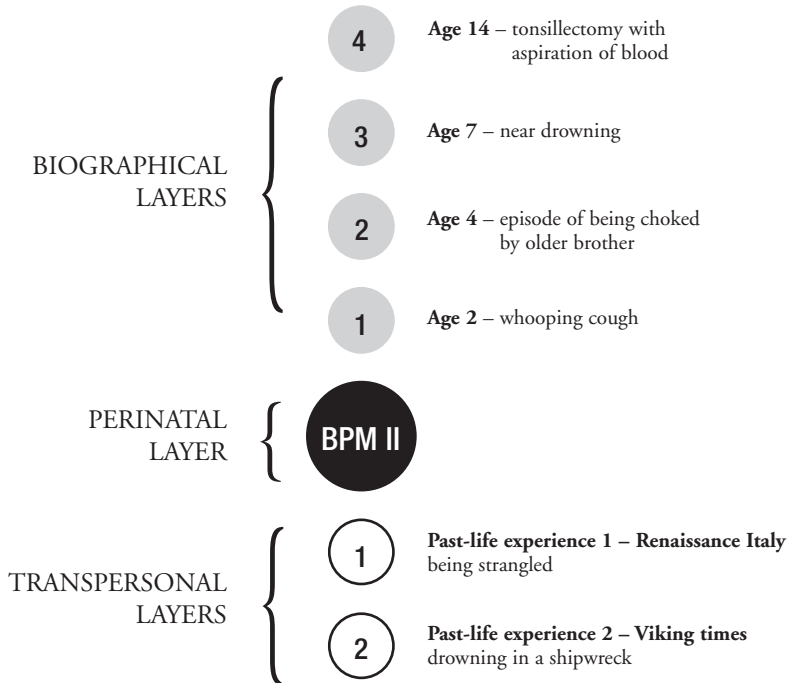 4
Age 14 – tonsillectomy with
aspiration of blood
BIOGRAPHICAL
LAYERS
3
Age 7 – near drowning
2
Age 4 – episode of being choked
by older brother
1
Age 2 – whooping cough
PERINATAL
LAYER
BPM II
TRANSPERSONAL
LAYERS
1
Past-life experience 1 – Renaissance Italy
being strangled
2
Past-life experience 2 – Viking times
drowning in a shipwreck